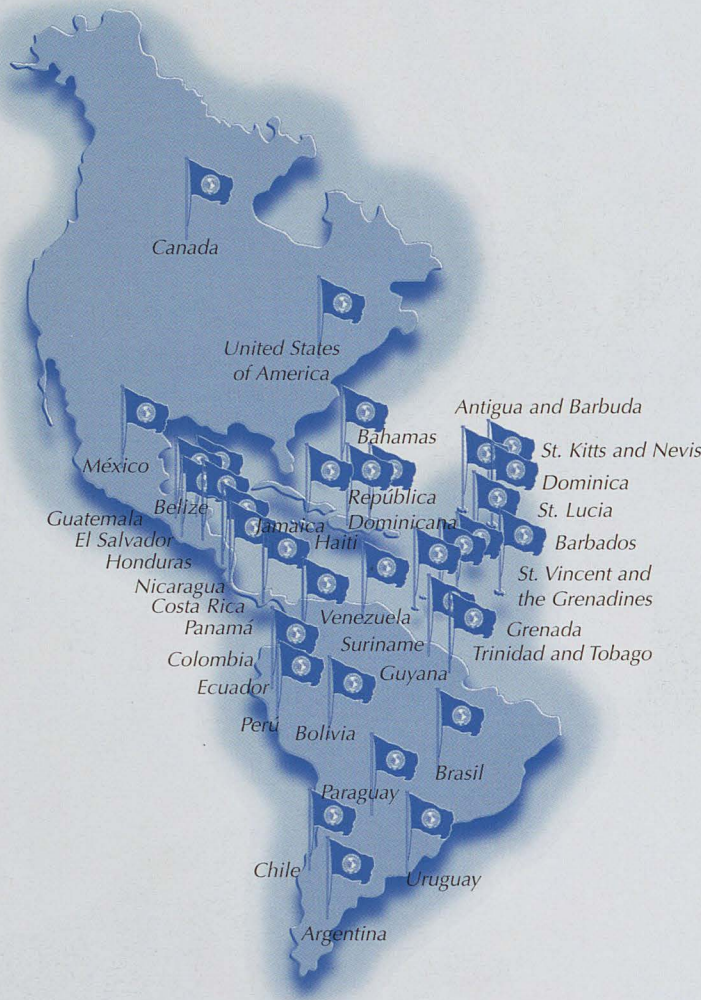 Canada
United States
of America
Bahamas
Antigua and Barbuda
St. Kitts and Nevis
México
República
Dominicana
Dominica
St. Lucia
Belize
Guatemala
Jamaica
El Salvador
Haiti
Barbados
Honduras
St. Vincent and
the Grenadines
Nicaragua
Costa Rica
Venezuela
Panamá
Grenada
Suriname
Trinidad and Tobago
Colombia
Guyana
Ecuador
Perú
Bolivia
Brasil
Paraguay
Chile
Uruguay
Argentina